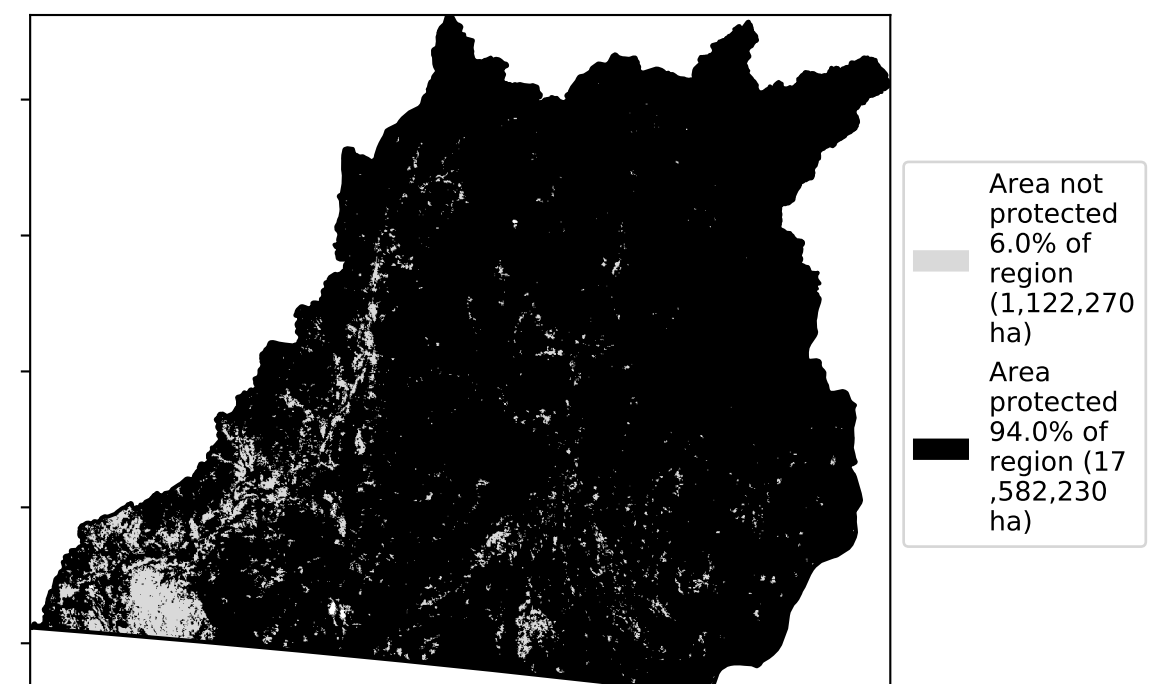 Area not
protected
6.0% of
region
(1,122,270
ha)
Area
protected
94.0% of
region (17
,582,230
ha)